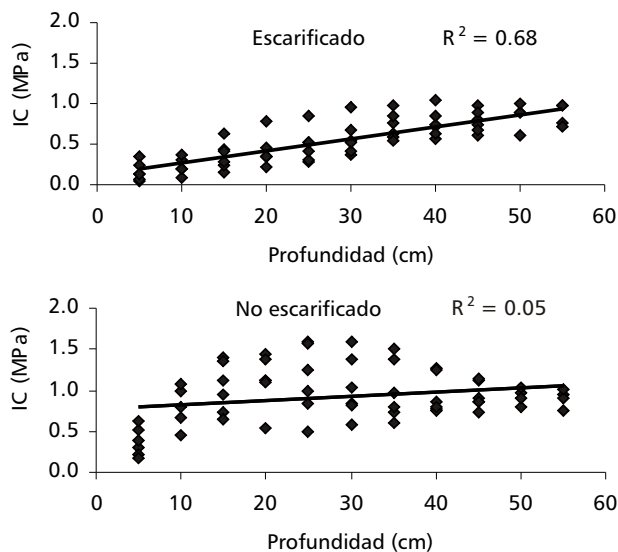 Escarificado R² = 0.68
IC (MPa)
2.0
1.5
1.0
0.5
0.0
0 10 20 30 40 50 60
Profundidad (cm)
No escarificado R² = 0.05
IC (MPa)
2.0
1.5
1.0
0.5
0.0
0 10 20 30 40 50 60
Profundidad (cm)